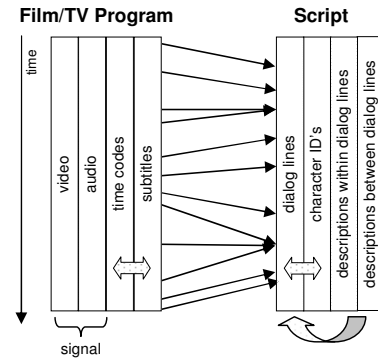 Film/TV Program
Script
time
video
audio
time codes
subtitles
dialog lines
character ID's
descriptions within dialog lines
descriptions between dialog lines
signal